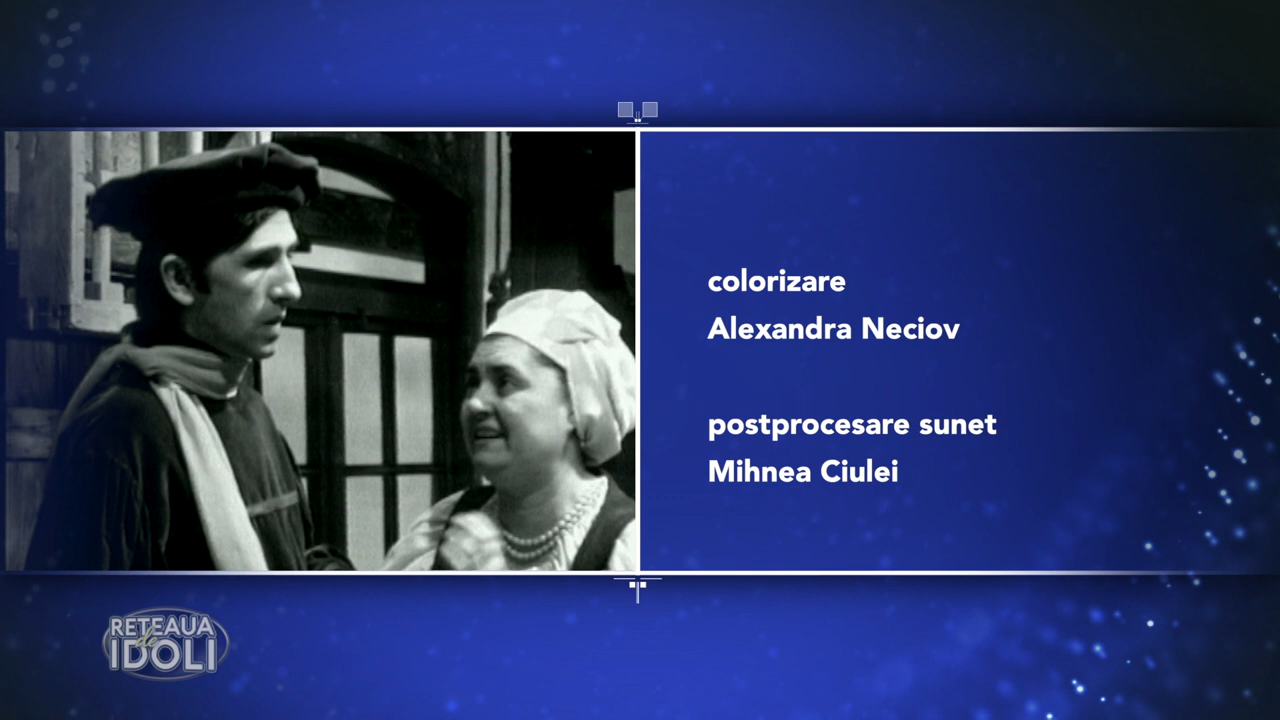 colorizare
Alexandra Neciov
postprocesare sunet
Mihnea Ciulei
RETEAUA
de
IDOLI